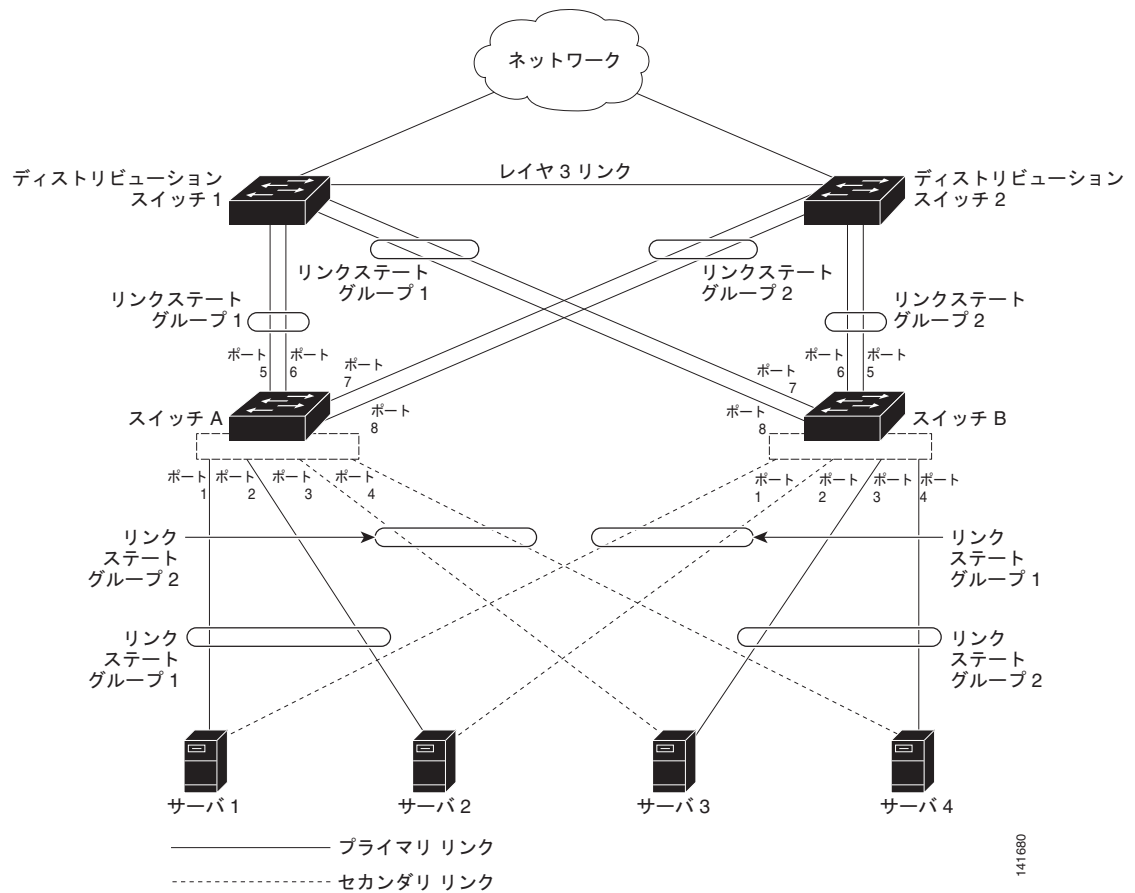 ネットワーク
ディストリビューション
スイッチ 1
レイヤ 3 リンク
ディストリビューション
スイッチ 2
リンクステート
グループ 1
リンクステート
グループ 2
リンクステート
グループ 1
リンクステート
グループ 2
ポート
5
ポート
6
ポート
7
ポート
8
スイッチ A
ポート
7
ポート
8
ポート
6
ポート
5
スイッチ B
ポート
1
ポート
2
ポート
3
ポート
4
ポート
1
ポート
2
ポート
3
ポート
4
リンク
ステート
グループ 2
リンク
ステート
グループ 1
リンク
ステート
グループ 1
リンク
ステート
グループ 2
サーバ 1
サーバ 2
サーバ 3
サーバ 4
プライマリ リンク
セカンダリ リンク
141680